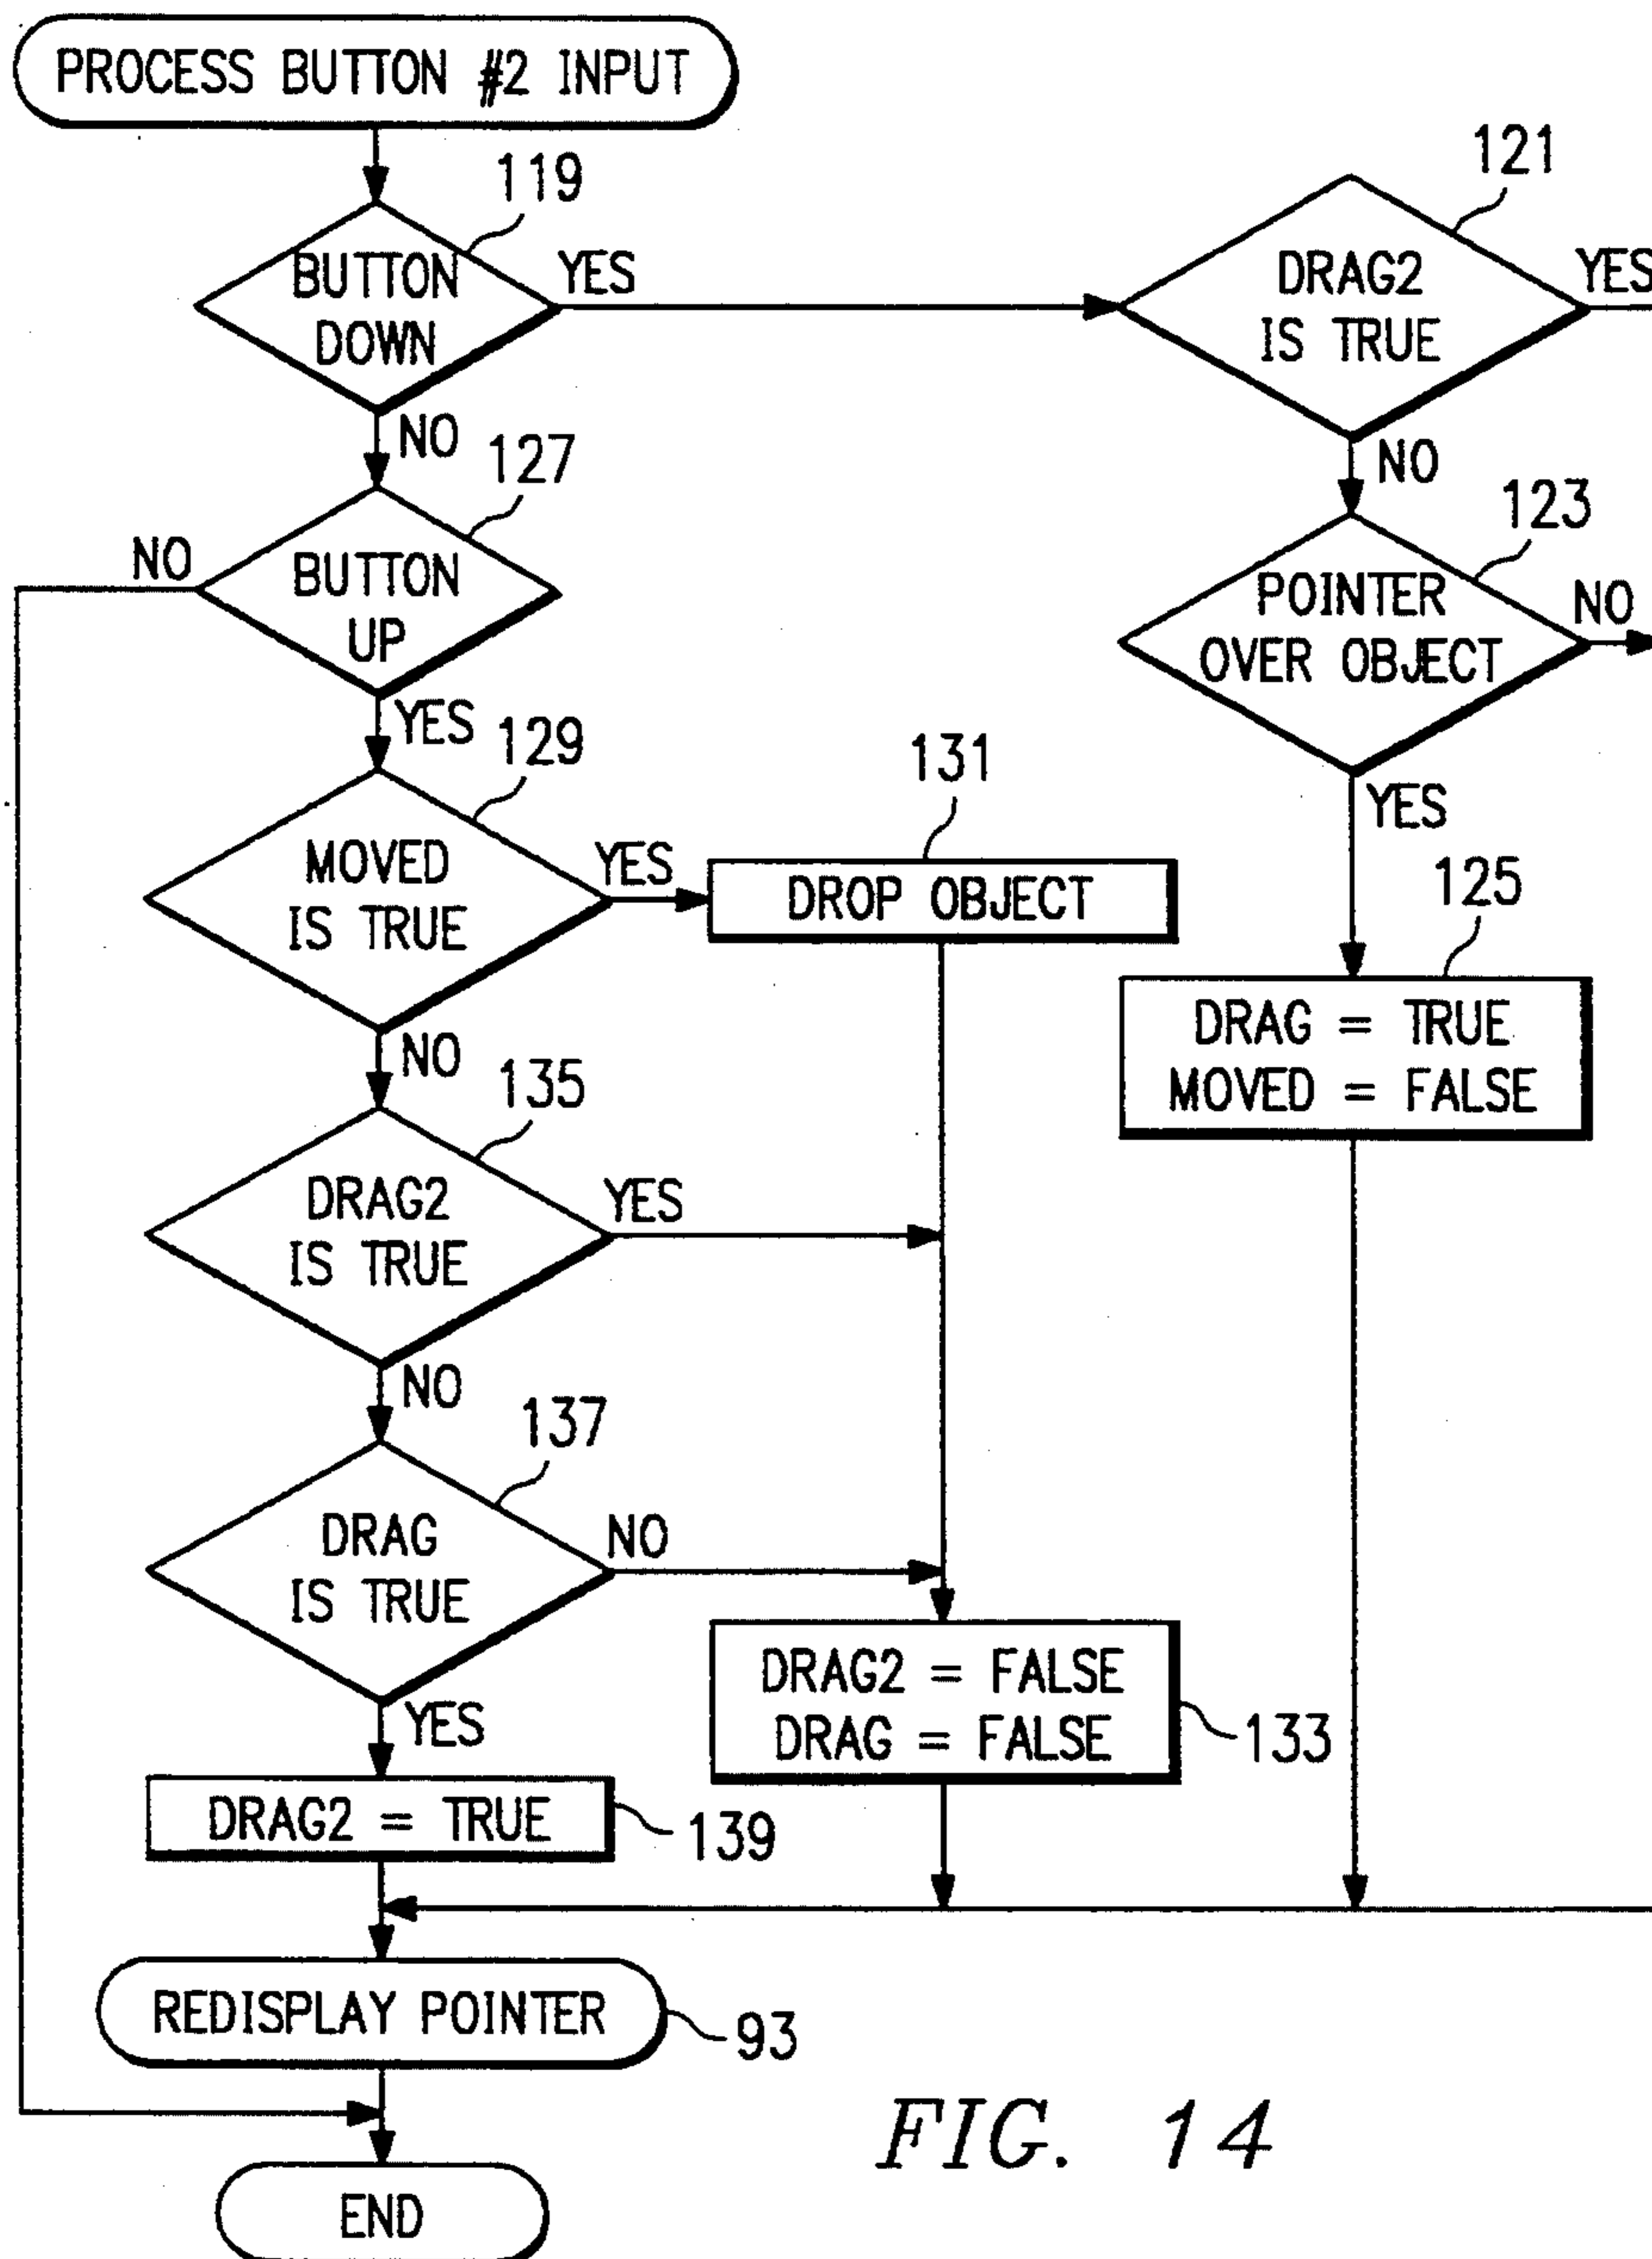 PROCESS BUTTON #2 INPUT
119
BUTTON
DOWN
YES
NO
121
DRAG2
IS TRUE
YES
NO
127
BUTTON
UP
NO
YES
123
POINTER
OVER OBJECT
NO
YES
129
MOVED
IS TRUE
YES
NO
131
DROP OBJECT
125
DRAG = TRUE
MOVED = FALSE
135
DRAG2
IS TRUE
YES
NO
137
DRAG
IS TRUE
NO
YES
DRAG2 = FALSE
DRAG = FALSE
133
DRAG2 = TRUE
139
REDISPLAY POINTER
93
FIG. 14
END